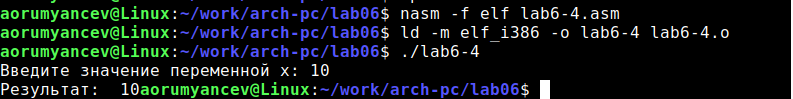 aorumyancev@Linux:~/work/arch-pc/lab06$ nasm -f elf lab6-4.asm
aorumyancev@Linux:~/work/arch-pc/lab06$ ld -m elf_i386 -o lab6-4 lab6-4.o
aorumyancev@Linux:~/work/arch-pc/lab06$ ./lab6-4
Введите значение переменной x: 10
Результат:  10aorumyancev@Linux:~/work/arch-pc/lab06$